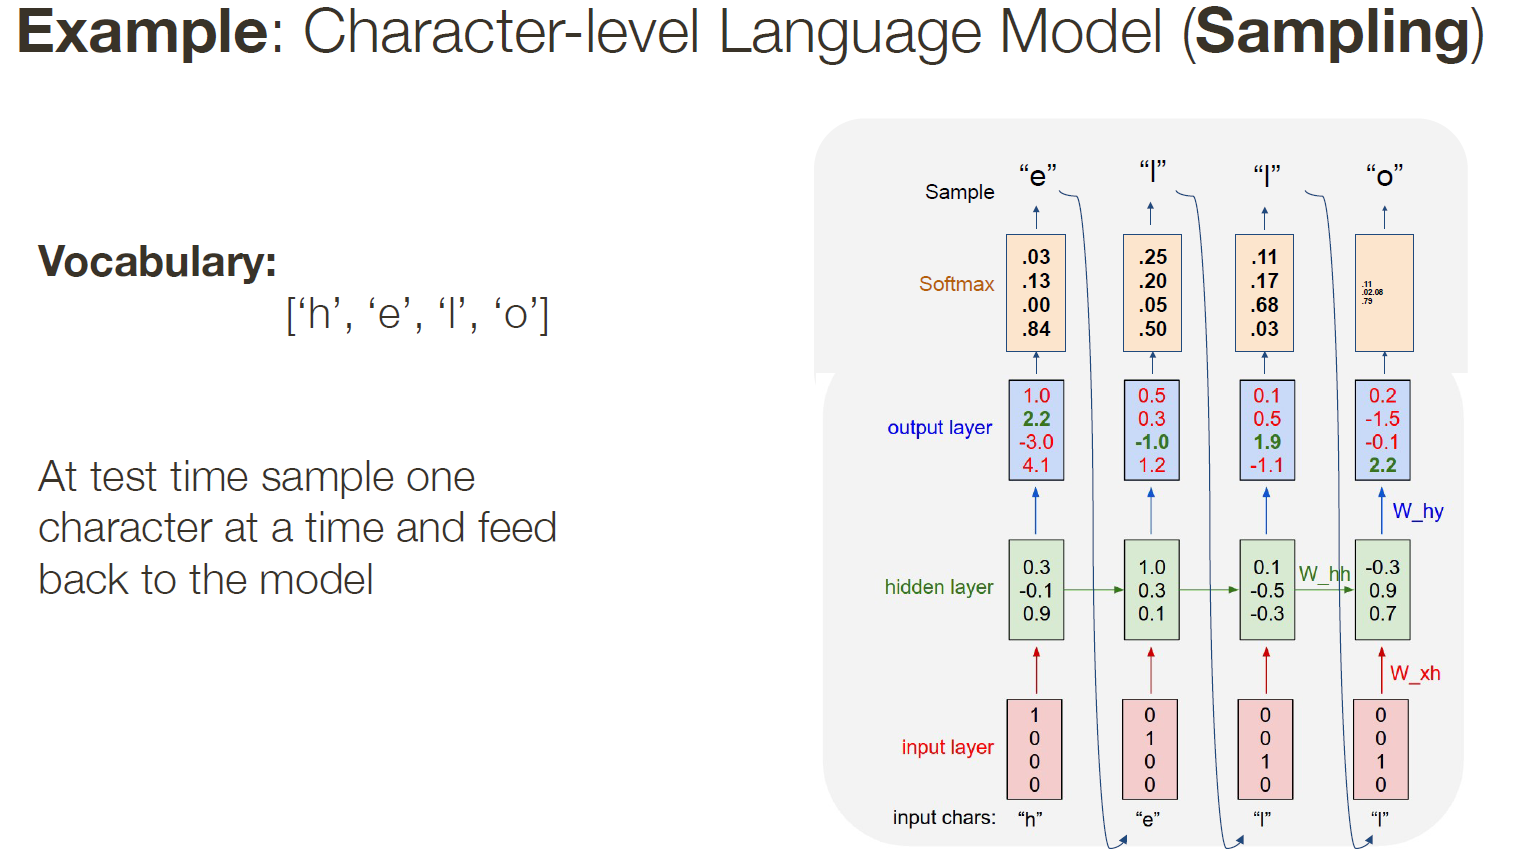 Example: Character-level Language Model (Sampling)
Vocabulary:
[‘h’, ‘e’, ‘l’, ‘o’]
At test time sample one
character at a time and feed
back to the model
Sample “e” “l” “l” “o”
Softmax
.03 .25 .11 .11
.13 .20 .17 .02.08
.00 .05 .68 .79
.84 .50 .03
output layer
1.0 0.5 0.1 0.2
2.2 0.3 0.5 -1.5
-3.0 -1.0 1.9 -0.1
4.1 1.2 -1.1 2.2
W_hy
hidden layer
0.3 1.0 0.1 W_hh -0.3
-0.1 0.3 -0.5 0.9
0.9 0.1 -0.3 0.7
W_xh
input layer
1 0 0 0
0 1 0 0
0 0 1 1
0 0 0 0
input chars: “h” “e” “l” “l”